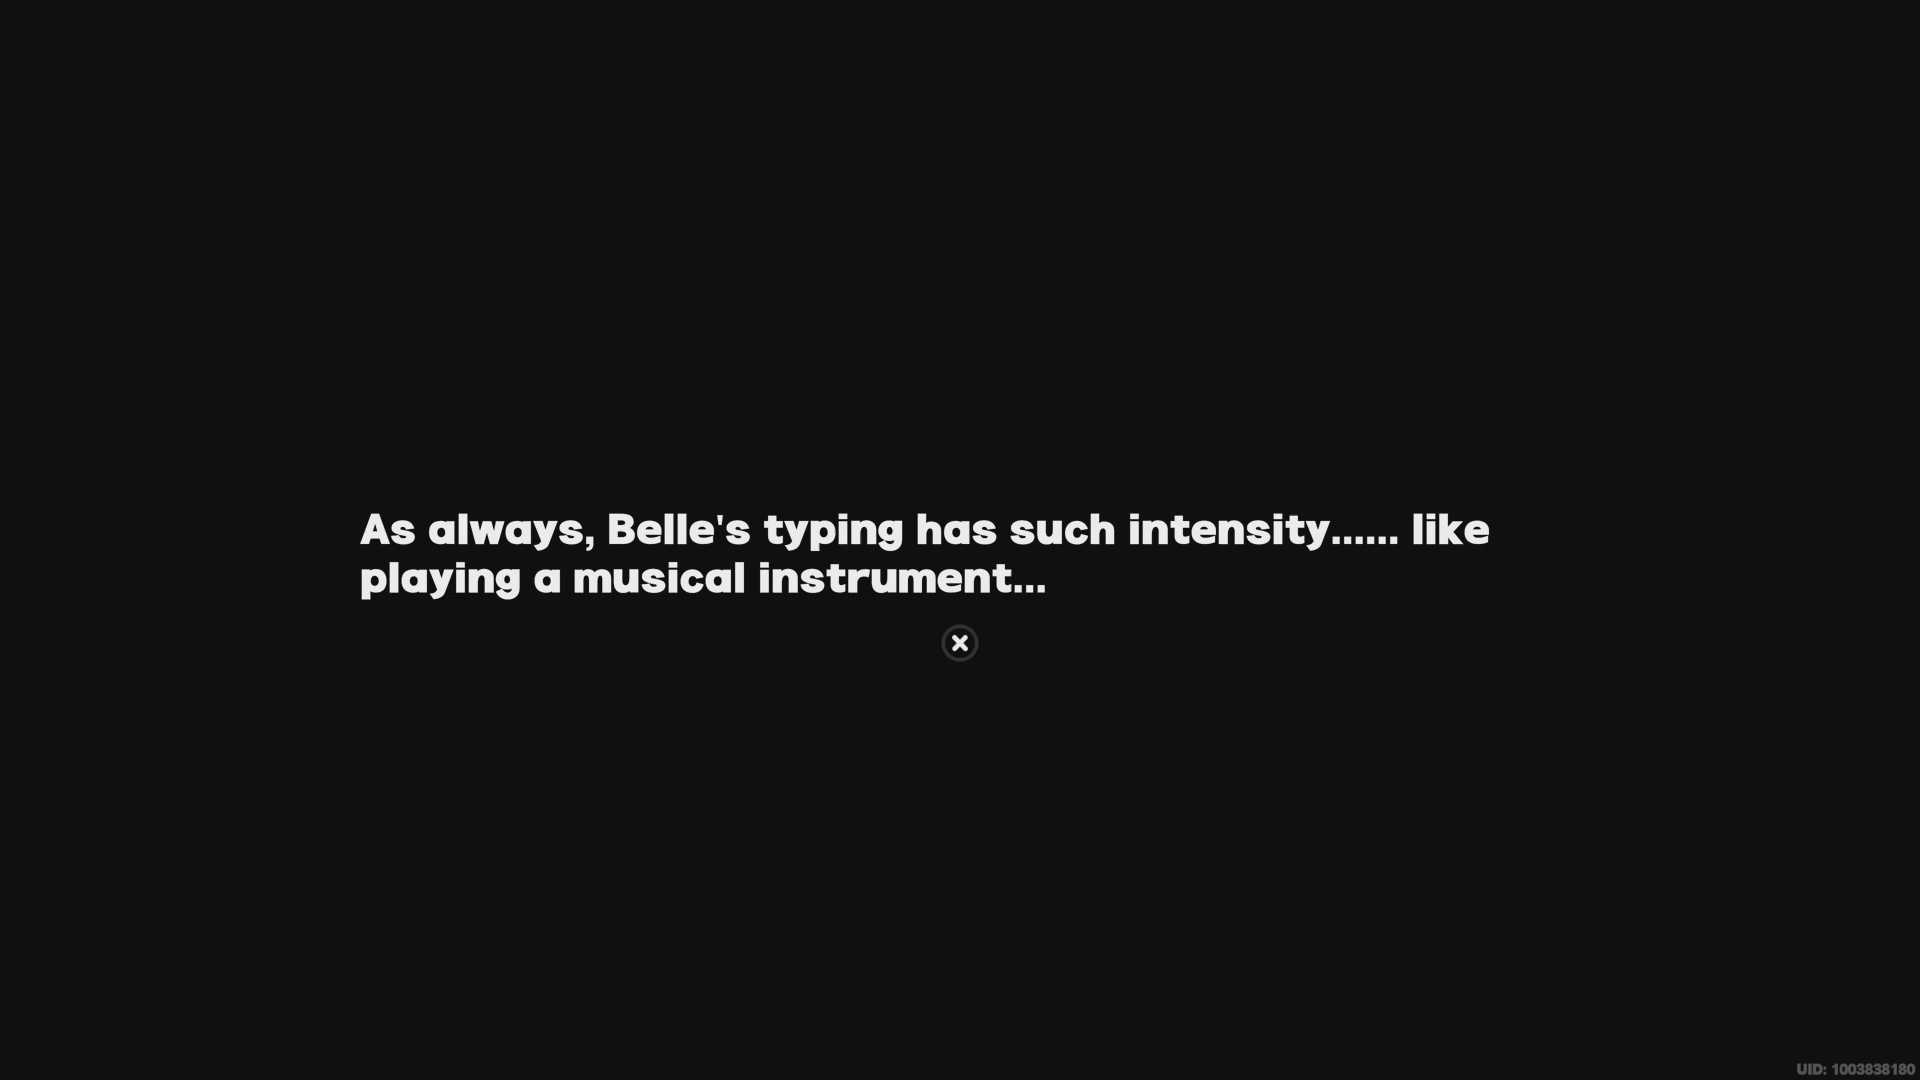 As always, Belle's typing has such intensity...... like
playing a musical instrument...
UID: 1003838180